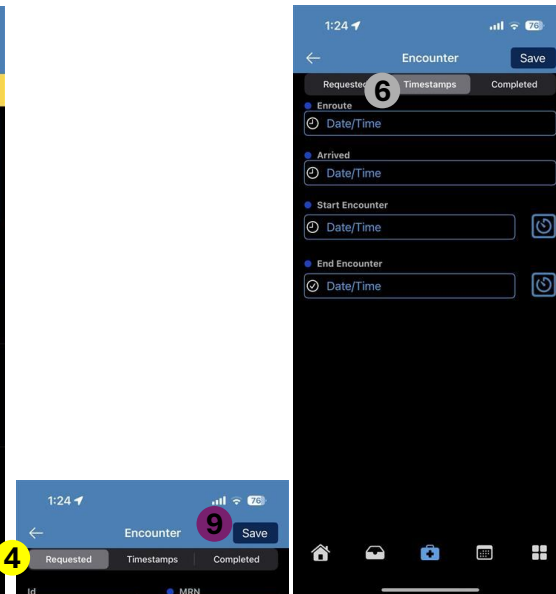 1:24 76
Encounter Save
Requested Timestamps Completed
6
Enroute
Date/Time
Arrived
Date/Time
Start Encounter
Date/Time
End Encounter
Date/Time
1:24 76
9
Encounter Save
4
Requested Timestamps Completed
Id MRN